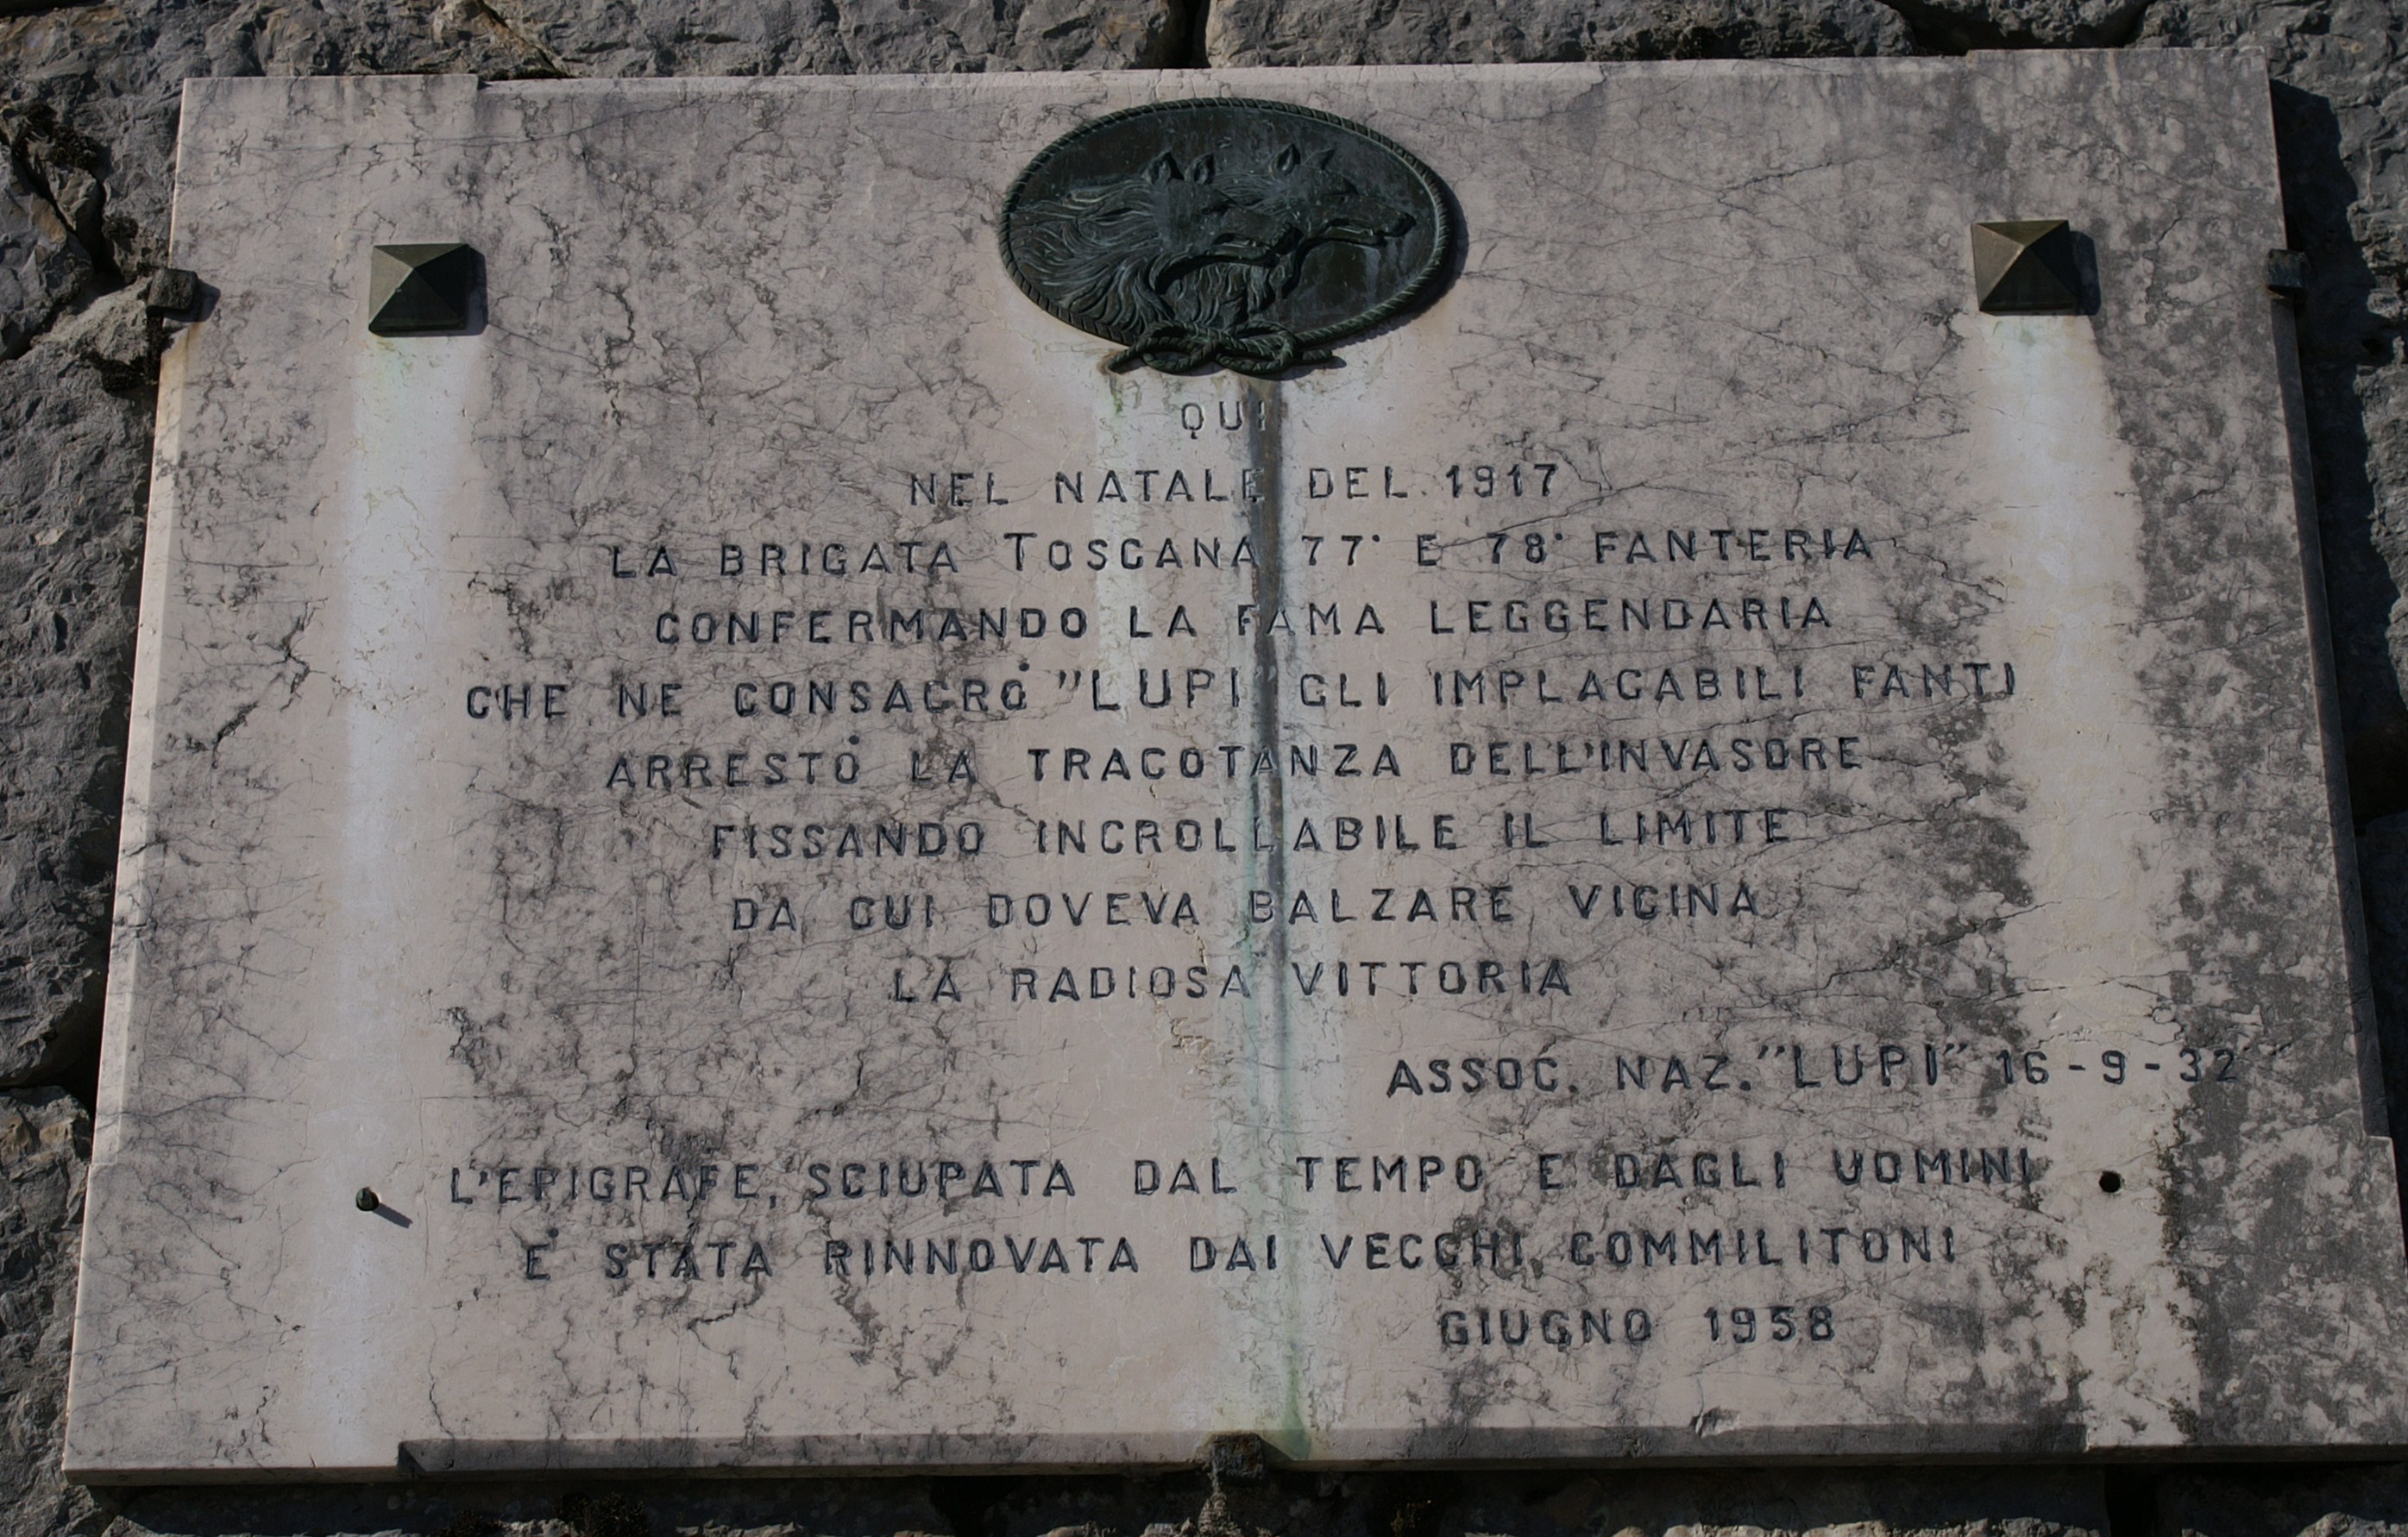 QUI
NEL NATALE DEL 1917
LA BRIGATA TOSCANA 77° E 78° FANTERIA
CONFERMANDO LA FAMA LEGGENDARIA
CHE NE CONSACRÒ "LUPI" GLI IMPLACABILI FANTI
ARRESTÒ LA TRACOTANZA DELL'INVASORE
FISSANDO INCROLLABILE IL LIMITE
DA CUI DOVEVA BALZARE VICINA
LA RADIOSA VITTORIA
ASSOC. NAZ. "LUPI" 16-9-32
L'EPIGRAFE, SCIUPATA DAL TEMPO E DAGLI UOMINI
È STATA RINNOVATA DAI VECCHI COMMILITONI
GIUGNO 1958